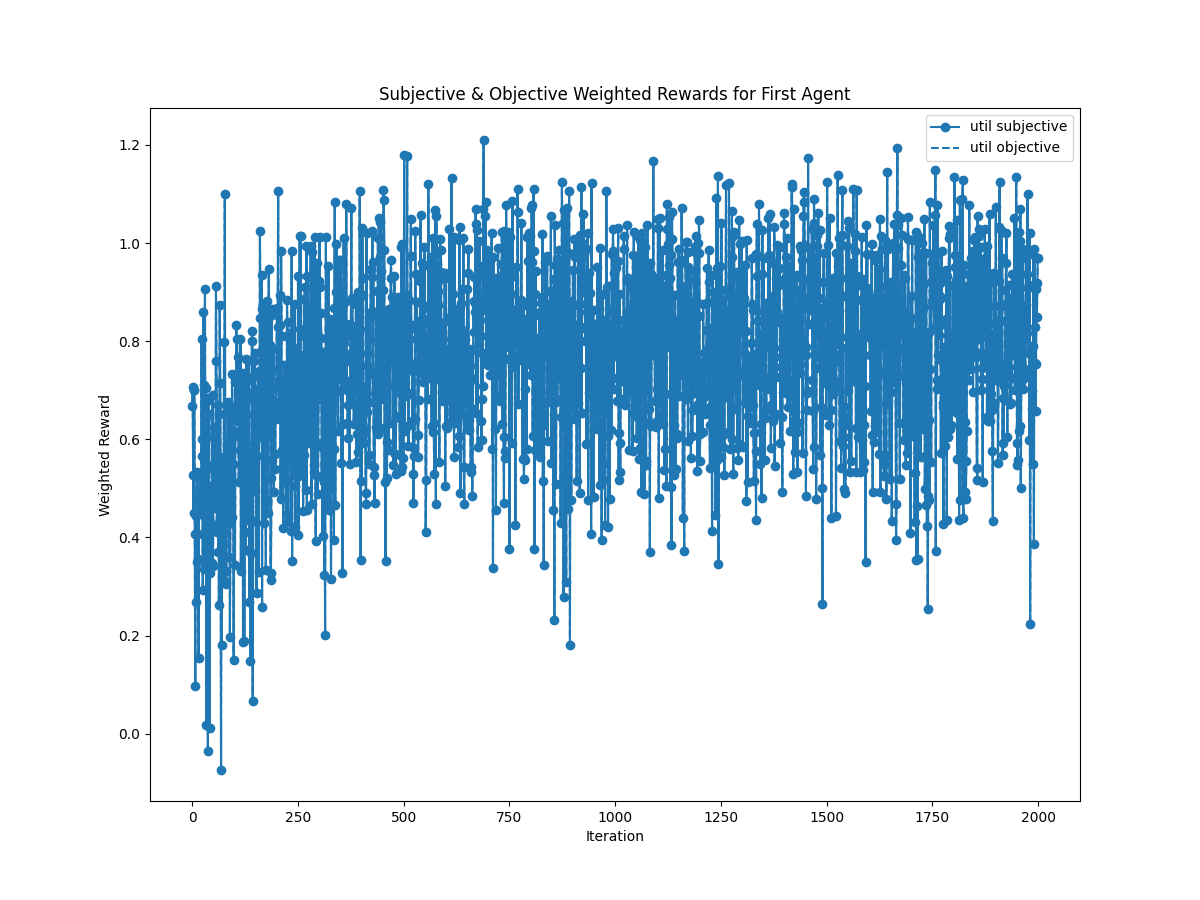 Subjective & Objective Weighted Rewards for First Agent
util subjective
util objective
1.2
1.0
0.8
0.6
0.4
0.2
0.0
Weighted Reward
0 250 500 750 1000 1250 1500 1750 2000
Iteration